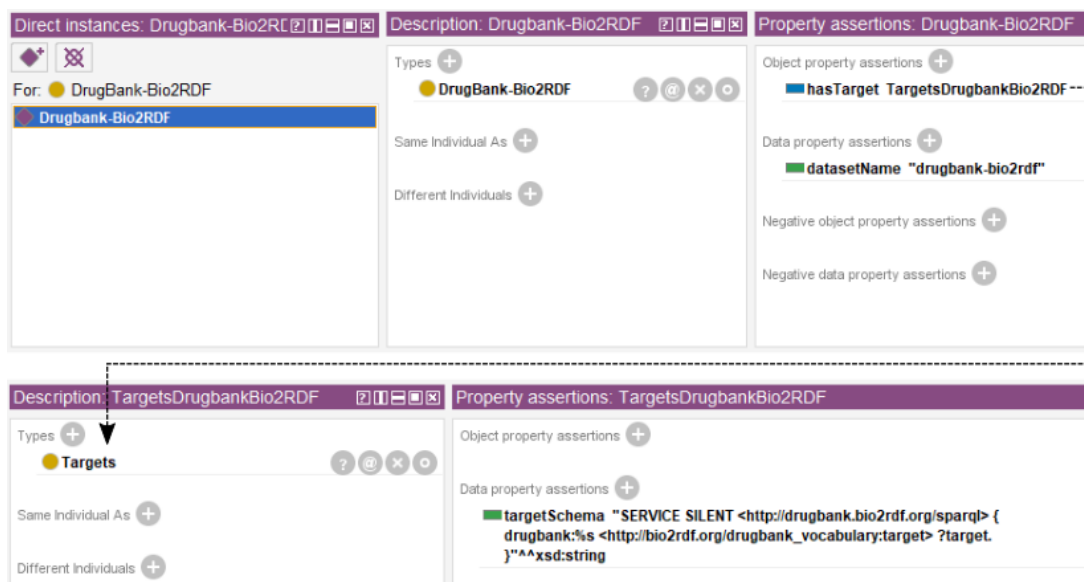 Direct instances: Drugbank-Bio2RD
Description: Drugbank-Bio2RDF
Property assertions: Drugbank-Bio2RDF
For: DrugBank-Bio2RDF
Drugbank-Bio2RDF
Types
DrugBank-Bio2RDF
Same Individual As
Different Individuals
Object property assertions
hasTarget TargetsDrugbankBio2RDF
Data property assertions
datasetName "drugbank-bio2rdf"
Negative object property assertions
Negative data property assertions
Description: TargetsDrugbankBio2RDF
Property assertions: TargetsDrugbankBio2RDF
Types
Targets
Same Individual As
Different Individuals
Object property assertions
Data property assertions
targetSchema "SERVICE SILENT <http://drugbank.bio2rdf.org/sparql> {
drugbank:%s <http://bio2rdf.org/drugbank_vocabulary:target> ?target.
}"^^xsd:string